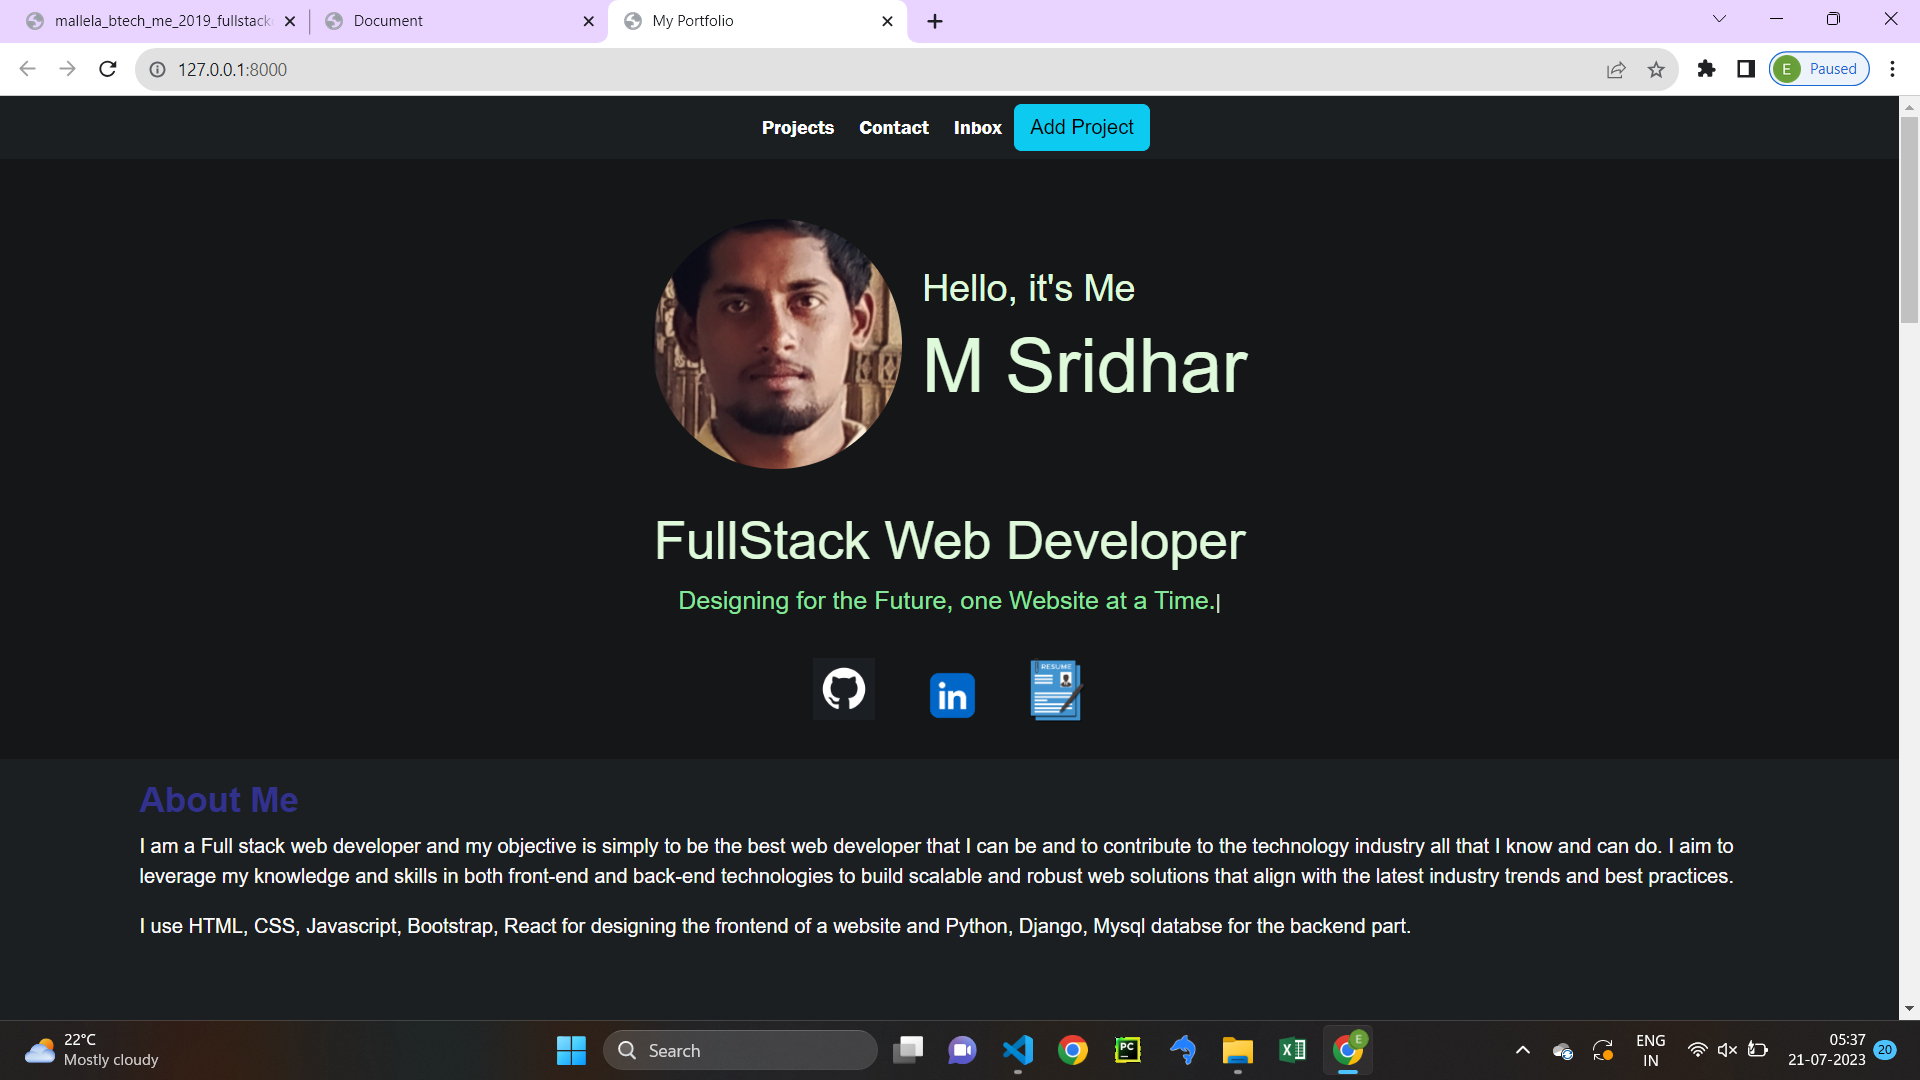 mallela_btech_me_2019_fullstack
Document
My Portfolio
127.0.0.1:8000
E
Paused
Projects
Contact
Inbox
Add Project
Hello, it's Me
M Sridhar
FullStack Web Developer
Designing for the Future, one Website at a Time.|
in
RESUME
About Me
I am a Full stack web developer and my objective is simply to be the best web developer that I can be and to contribute to the technology industry all that I know and can do. I aim to
leverage my knowledge and skills in both front-end and back-end technologies to build scalable and robust web solutions that align with the latest industry trends and best practices.
I use HTML, CSS, Javascript, Bootstrap, React for designing the frontend of a website and Python, Django, Mysql databse for the backend part.
22°C
Mostly cloudy
Search
PC
E
ENG
IN
05:37
21-07-2023
20